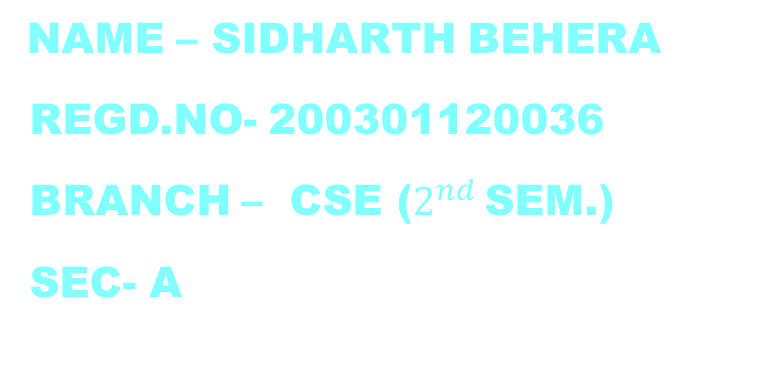 NAME – SIDHARTH BEHERA
REGD.NO- 200301120036
BRANCH – CSE (2ⁿᵈ SEM.)
SEC- A